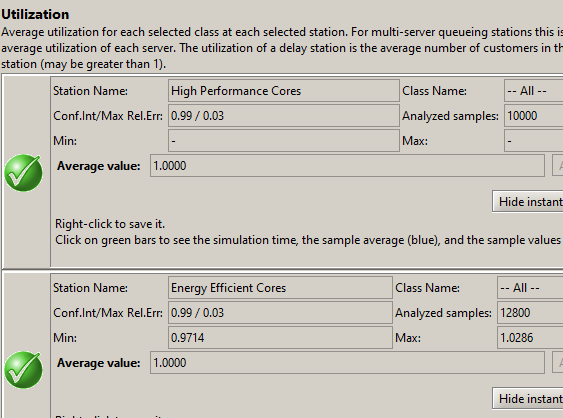 Utilization
Average utilization for each selected class at each selected station. For multi-server queueing stations this is
average utilization of each server. The utilization of a delay station is the average number of customers in th
station (may be greater than 1).
Station Name: High Performance Cores Class Name: -- All --
Conf.Int/Max Rel.Err: 0.99 / 0.03 Analyzed samples: 10000
Min: - Max: -
Average value: 1.0000
Hide instant
Right-click to save it.
Click on green bars to see the simulation time, the sample average (blue), and the sample values
Station Name: Energy Efficient Cores Class Name: -- All --
Conf.Int/Max Rel.Err: 0.99 / 0.03 Analyzed samples: 12800
Min: 0.9714 Max: 1.0286
Average value: 1.0000
Hide instant